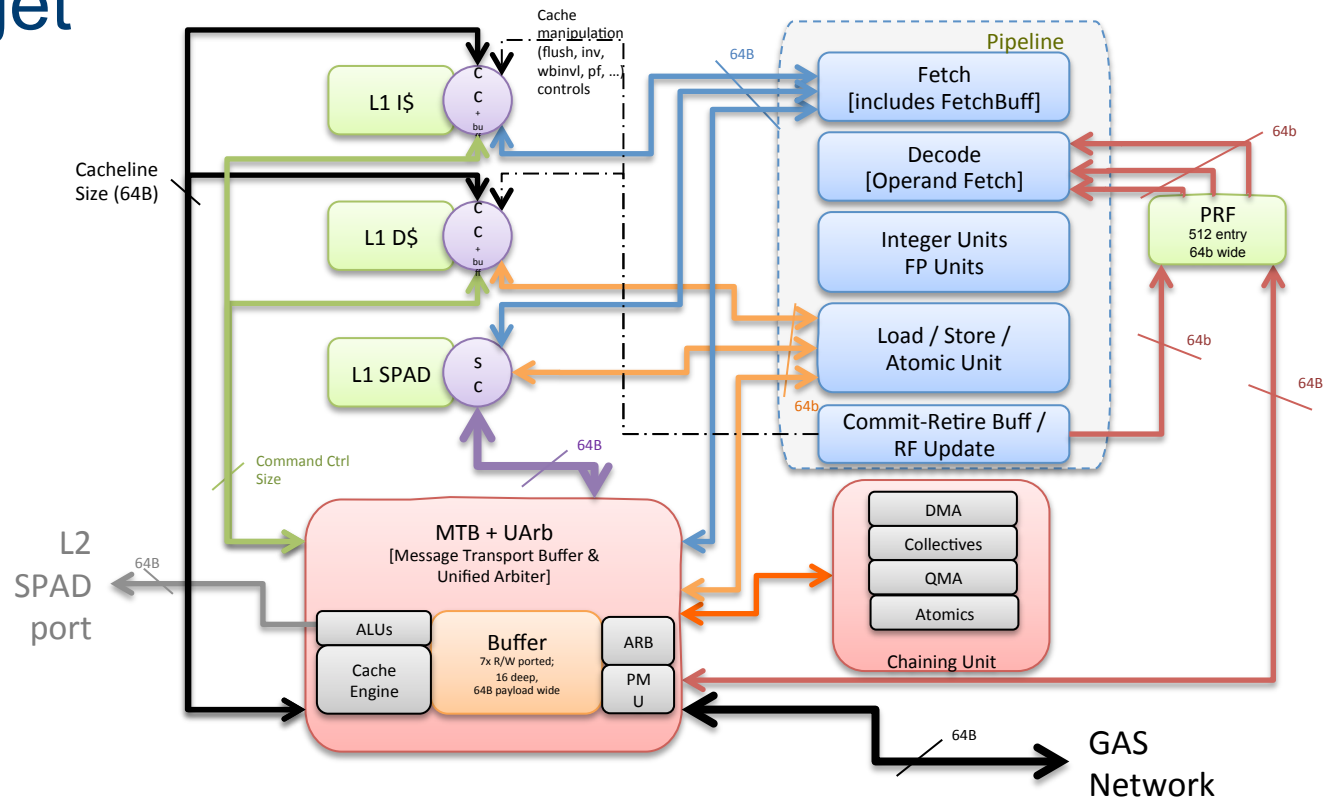 get
Cache
manipulation
(flush, inv,
wbinvl, pf, …)
controls
64B
Pipeline
L1 I$
C
C
+
bu
Fetch
[includes FetchBuff]
64b
Cacheline
Size (64B)
Decode
[Operand Fetch]
L1 D$
C
C
+
bu
ff
PRF
512 entry
64b wide
Integer Units
FP Units
L1 SPAD
S
C
Load / Store /
Atomic Unit
64b
64B
64b
Commit-Retire Buff /
RF Update
64B
Command Ctrl
Size
MTB + UArb
[Message Transport Buffer &
Unified Arbiter]
DMA
Collectives
QMA
Atomics
Chaining Unit
L2
SPAD
port
64B
ALUs
Cache
Engine
Buffer
7x R/W ported;
16 deep,
64B payload wide
ARB
PM
U
64B
GAS
Network